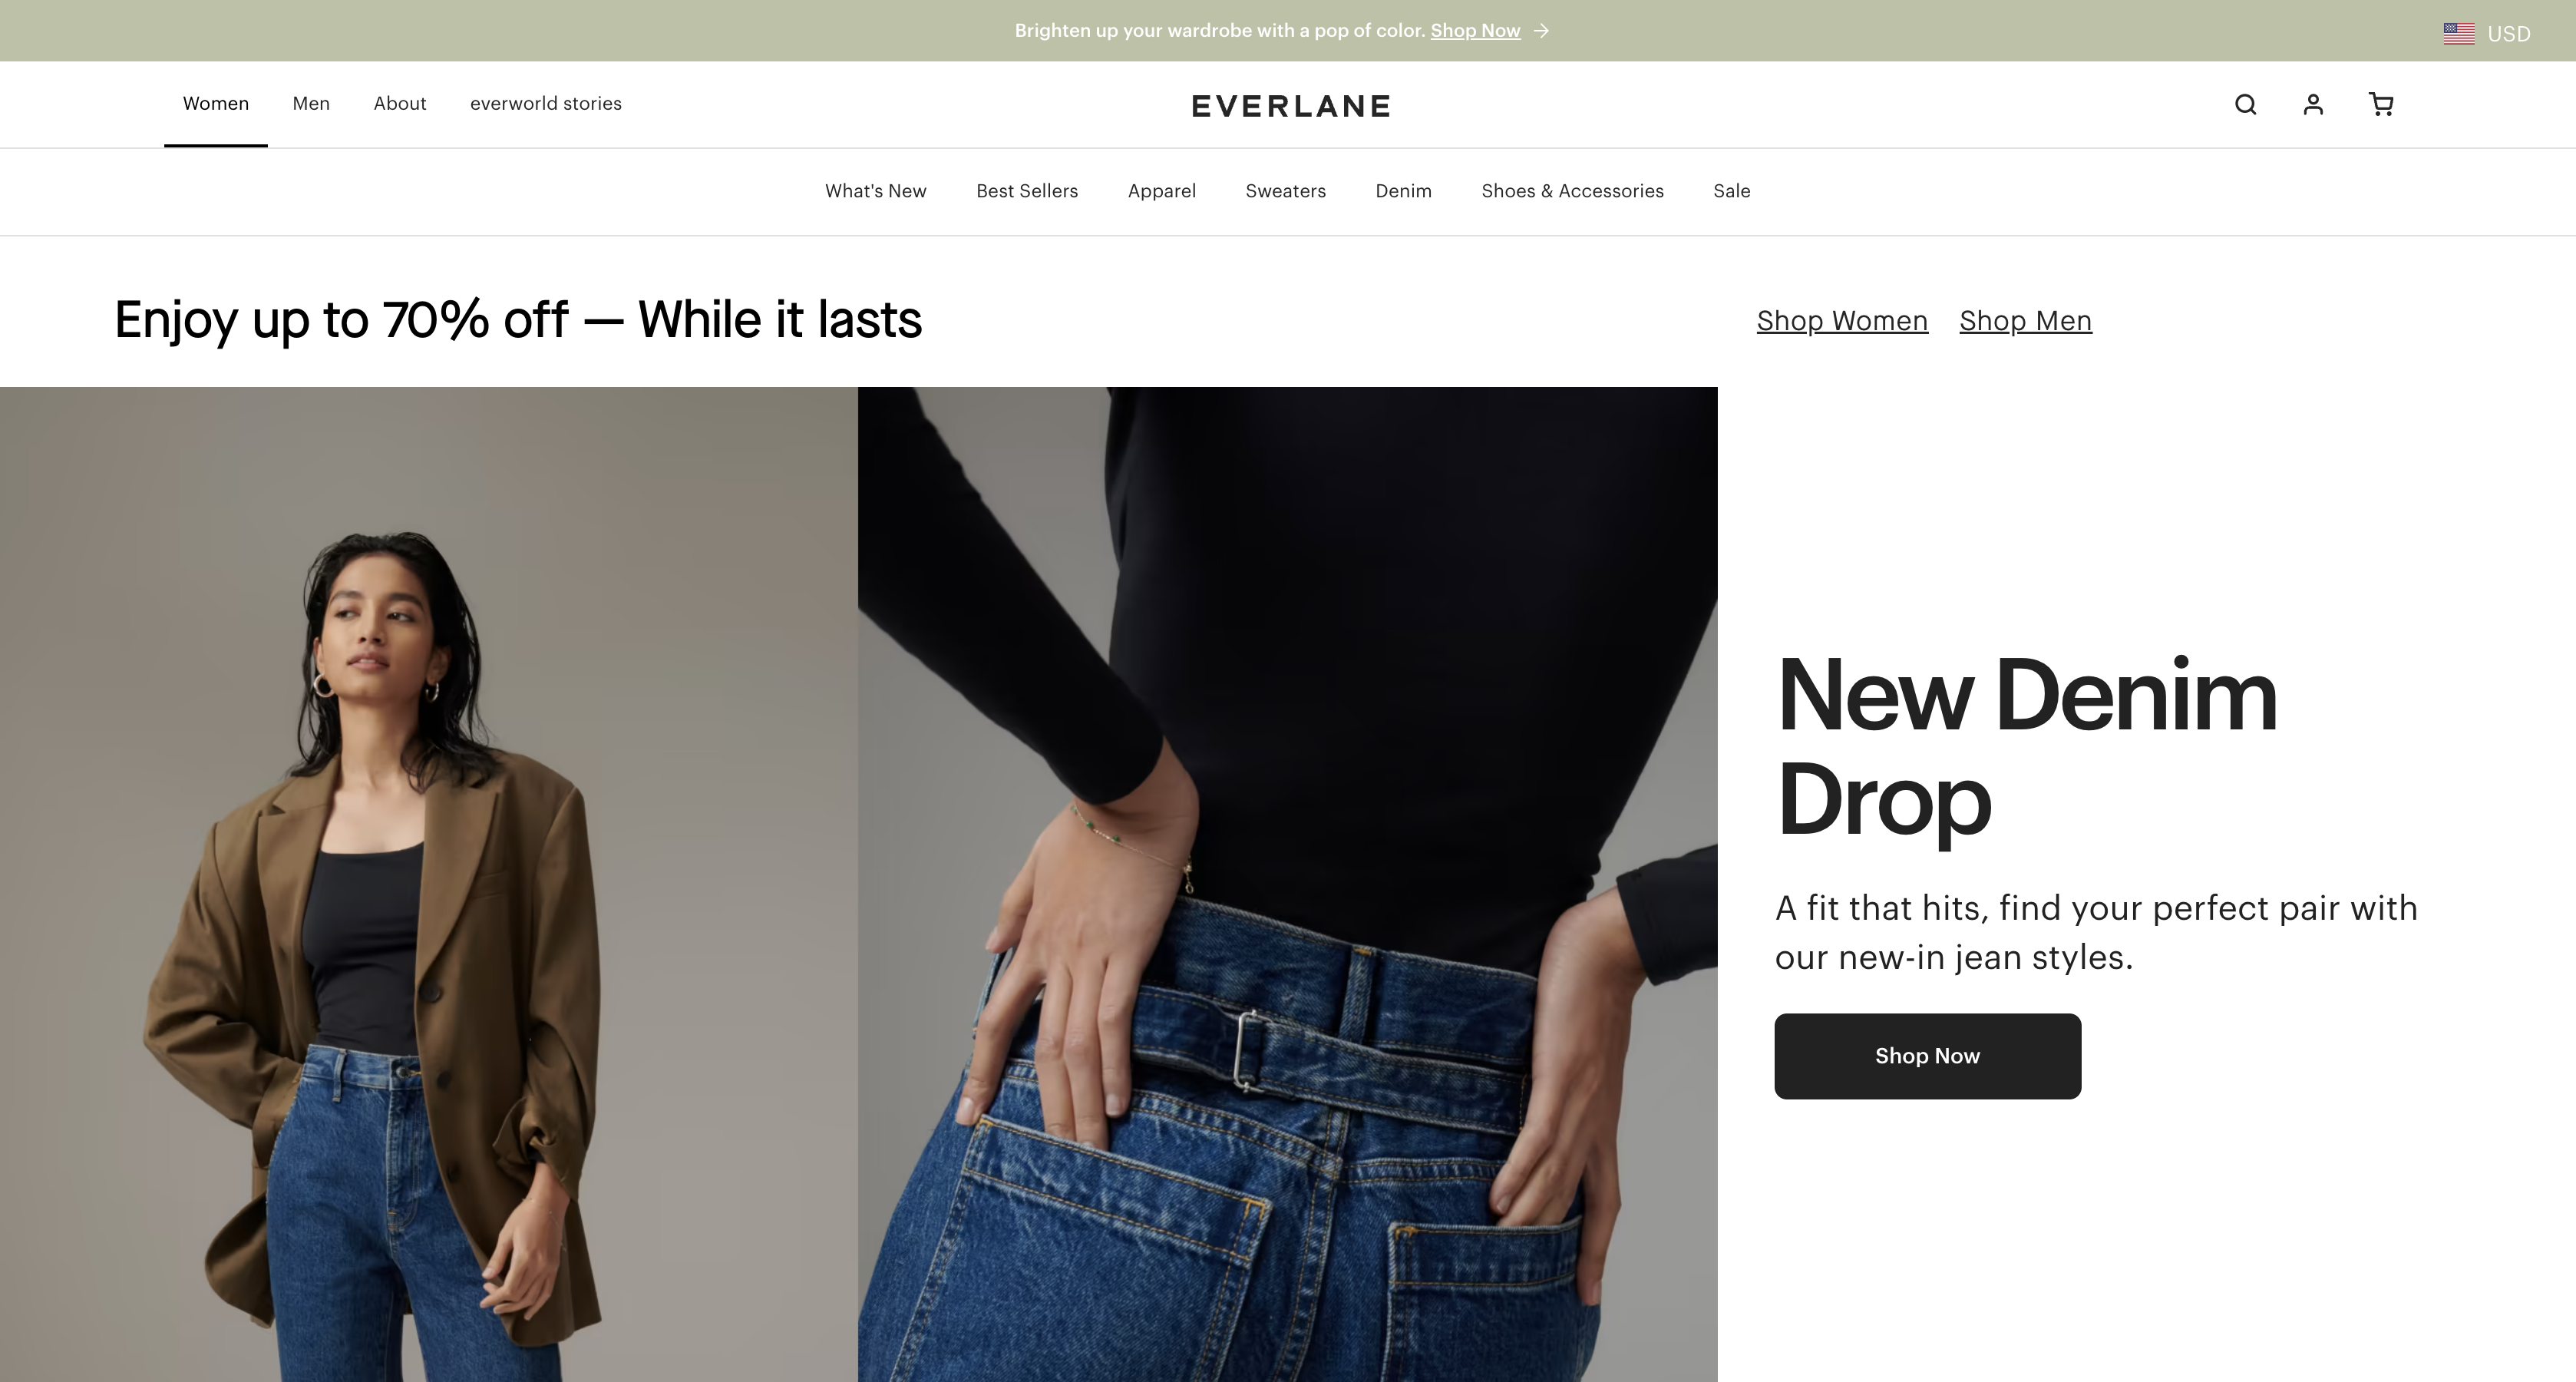 Brighten up your wardrobe with a pop of color. Shop Now →
USD
Women Men About everworld stories
EVERLANE
What's New Best Sellers Apparel Sweaters Denim Shoes & Accessories Sale
Enjoy up to 70% off — While it lasts
Shop Women Shop Men
New Denim
Drop
A fit that hits, find your perfect pair with
our new-in jean styles.
Shop Now